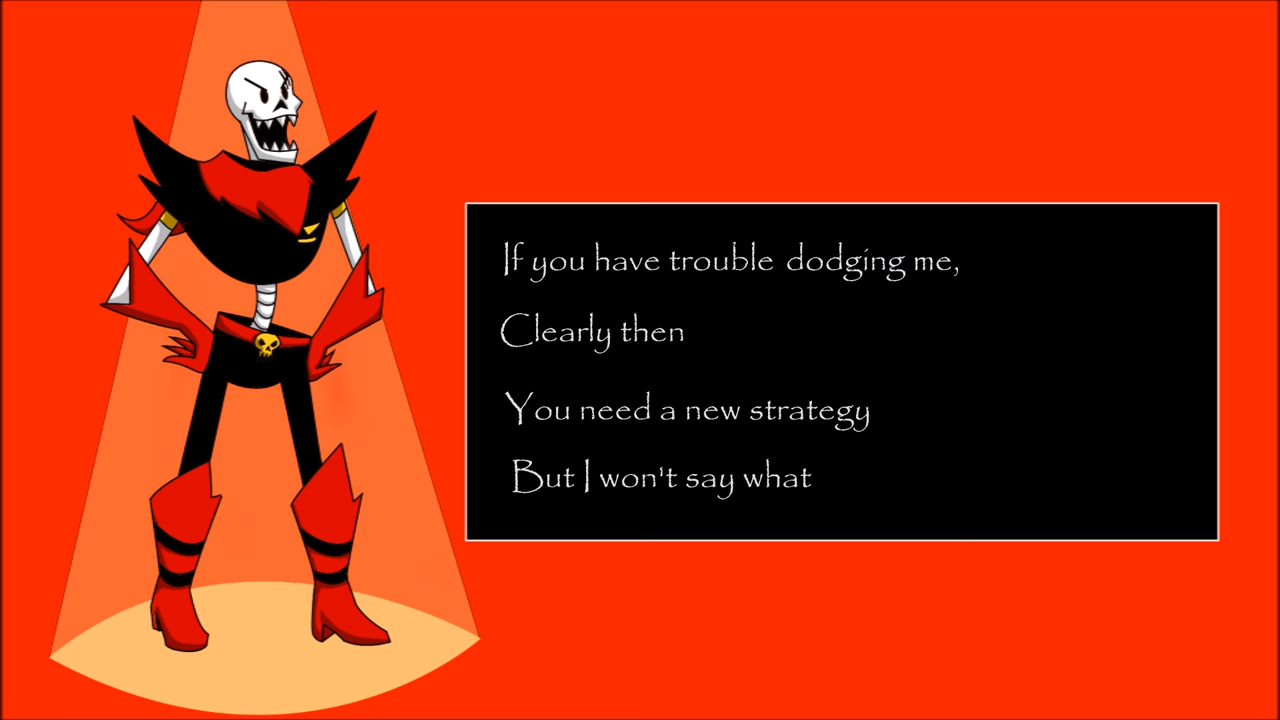 If you have trouble dodging me,
Clearly then
You need a new strategy
But I won't say what